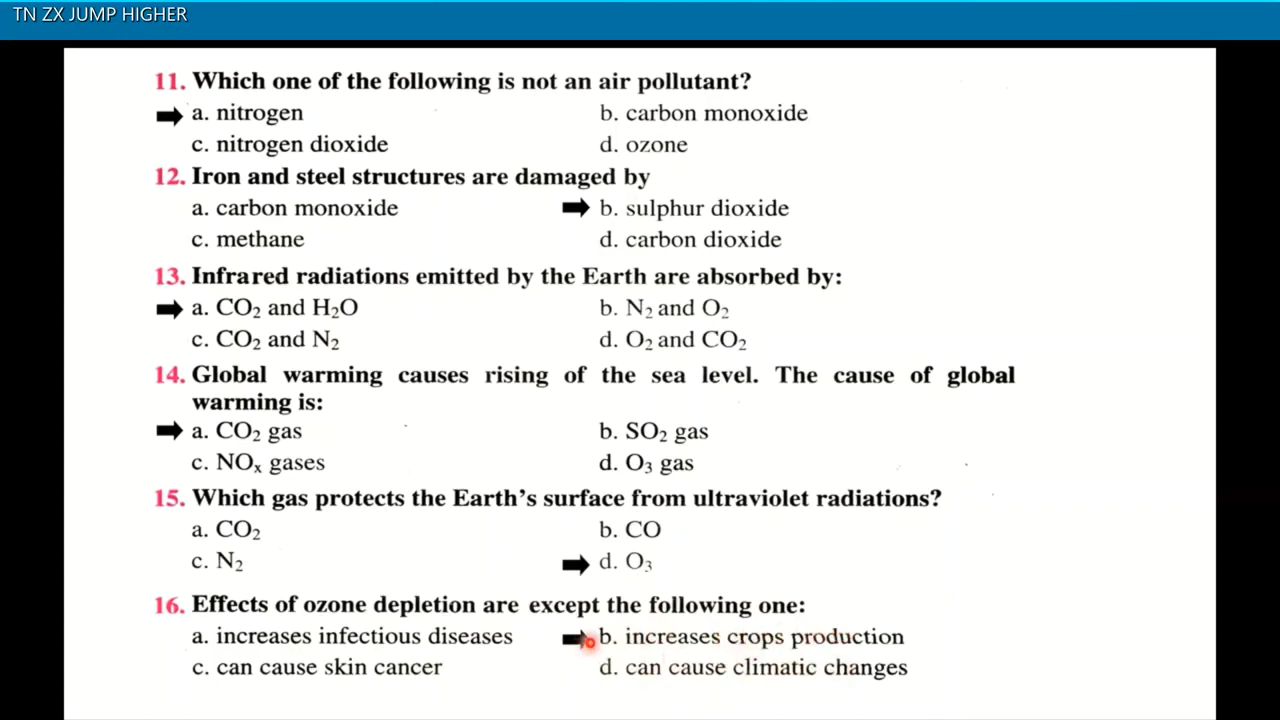 TN ZX JUMP HIGHER
11. Which one of the following is not an air pollutant?
a. nitrogen b. carbon monoxide
c. nitrogen dioxide d. ozone
12. Iron and steel structures are damaged by
a. carbon monoxide b. sulphur dioxide
c. methane d. carbon dioxide
13. Infrared radiations emitted by the Earth are absorbed by:
a. CO₂ and H₂O b. N₂ and O₂
c. CO₂ and N₂ d. O₂ and CO₂
14. Global warming causes rising of the sea level. The cause of global
warming is:
a. CO₂ gas b. SO₂ gas
c. NOₓ gases d. O₃ gas
15. Which gas protects the Earth's surface from ultraviolet radiations?
a. CO₂ b. CO
c. N₂ d. O₃
16. Effects of ozone depletion are except the following one:
a. increases infectious diseases b. increases crops production
c. can cause skin cancer d. can cause climatic changes